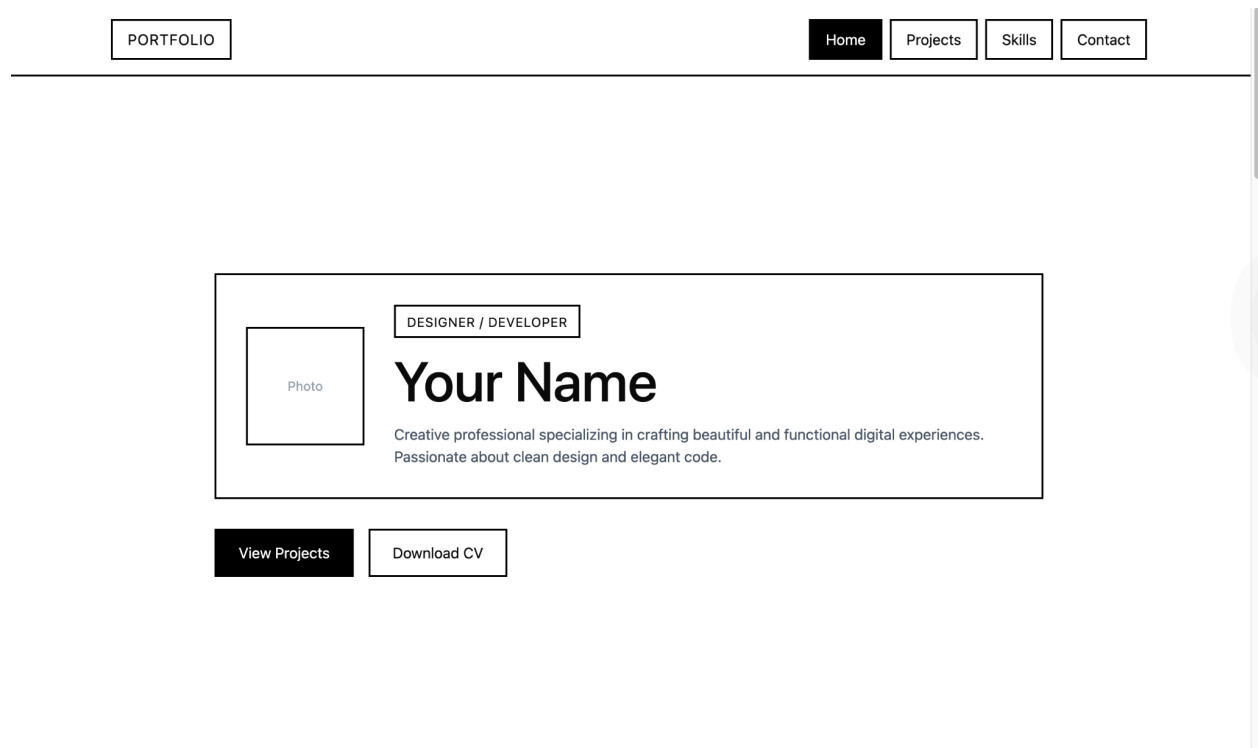 PORTFOLIO
Home
Projects
Skills
Contact
DESIGNER / DEVELOPER
Photo
Your Name
Creative professional specializing in crafting beautiful and functional digital experiences.
Passionate about clean design and elegant code.
View Projects
Download CV